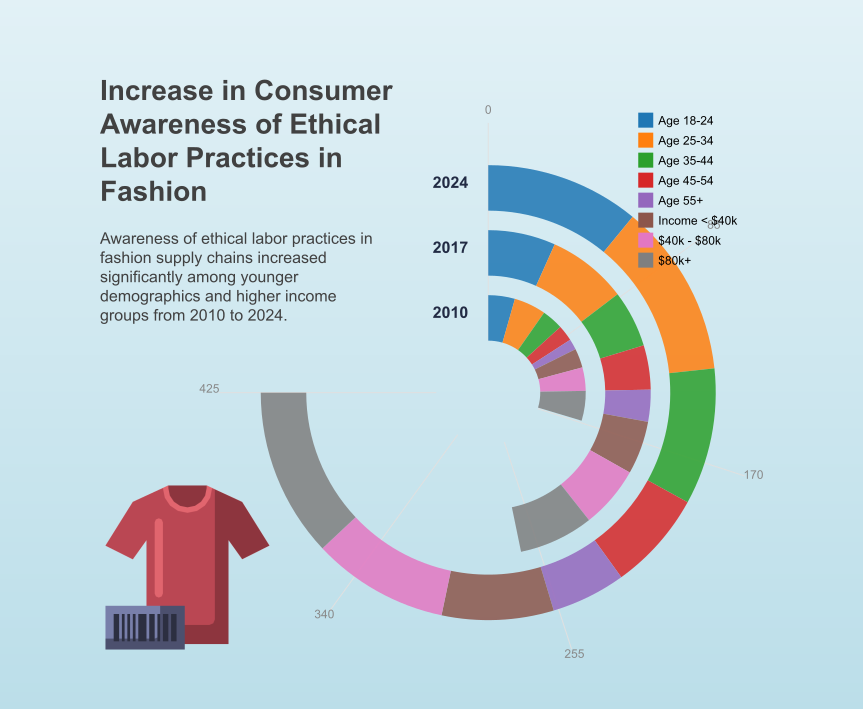 Increase in Consumer
Awareness of Ethical
Labor Practices in
Fashion
Awareness of ethical labor practices in
fashion supply chains increased
significantly among younger
demographics and higher income
groups from 2010 to 2024.
0
85
170
255
340
425
2024
2017
2010
Age 18-24
Age 25-34
Age 35-44
Age 45-54
Age 55+
Income < $40k
$40k - $80k
$80k+